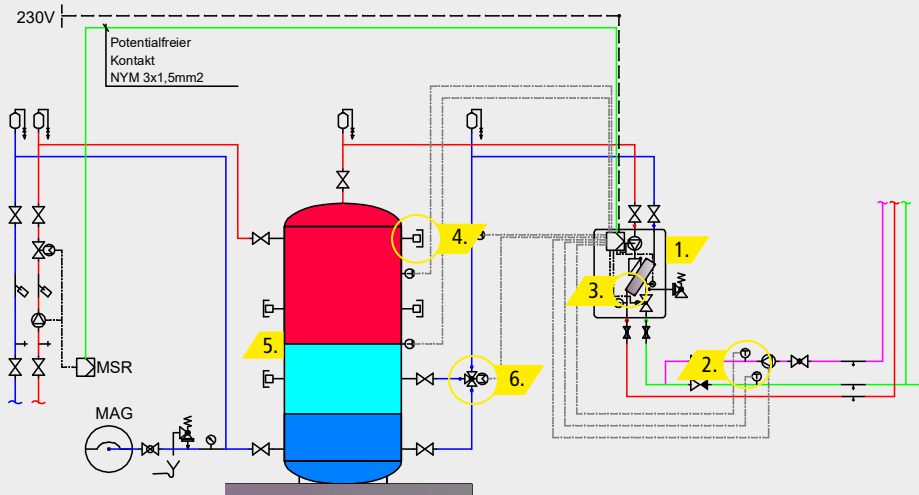 230V
Potentialfreier
Kontakt
NYM 3x1,5mm2
4.
1.
3.
5.
2.
6.
MSR
MAG